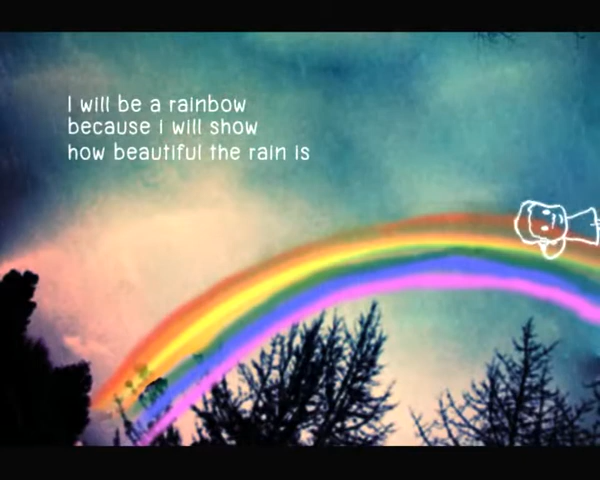 I will be a rainbow
because i will show
how beautiful the rain is